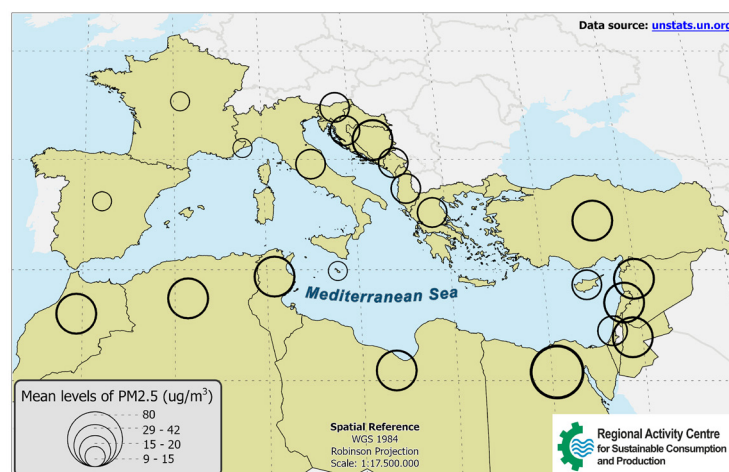 Data source: unstats.un.org
Mediterranean Sea
Mean levels of PM2.5 (ug/m³)
80
29 - 42
15 - 20
9 - 15
Spatial Reference
WGS 1984
Robinson Projection
Scale: 1:17.500.000
Regional Activity Centre
for Sustainable Consumption
and Production